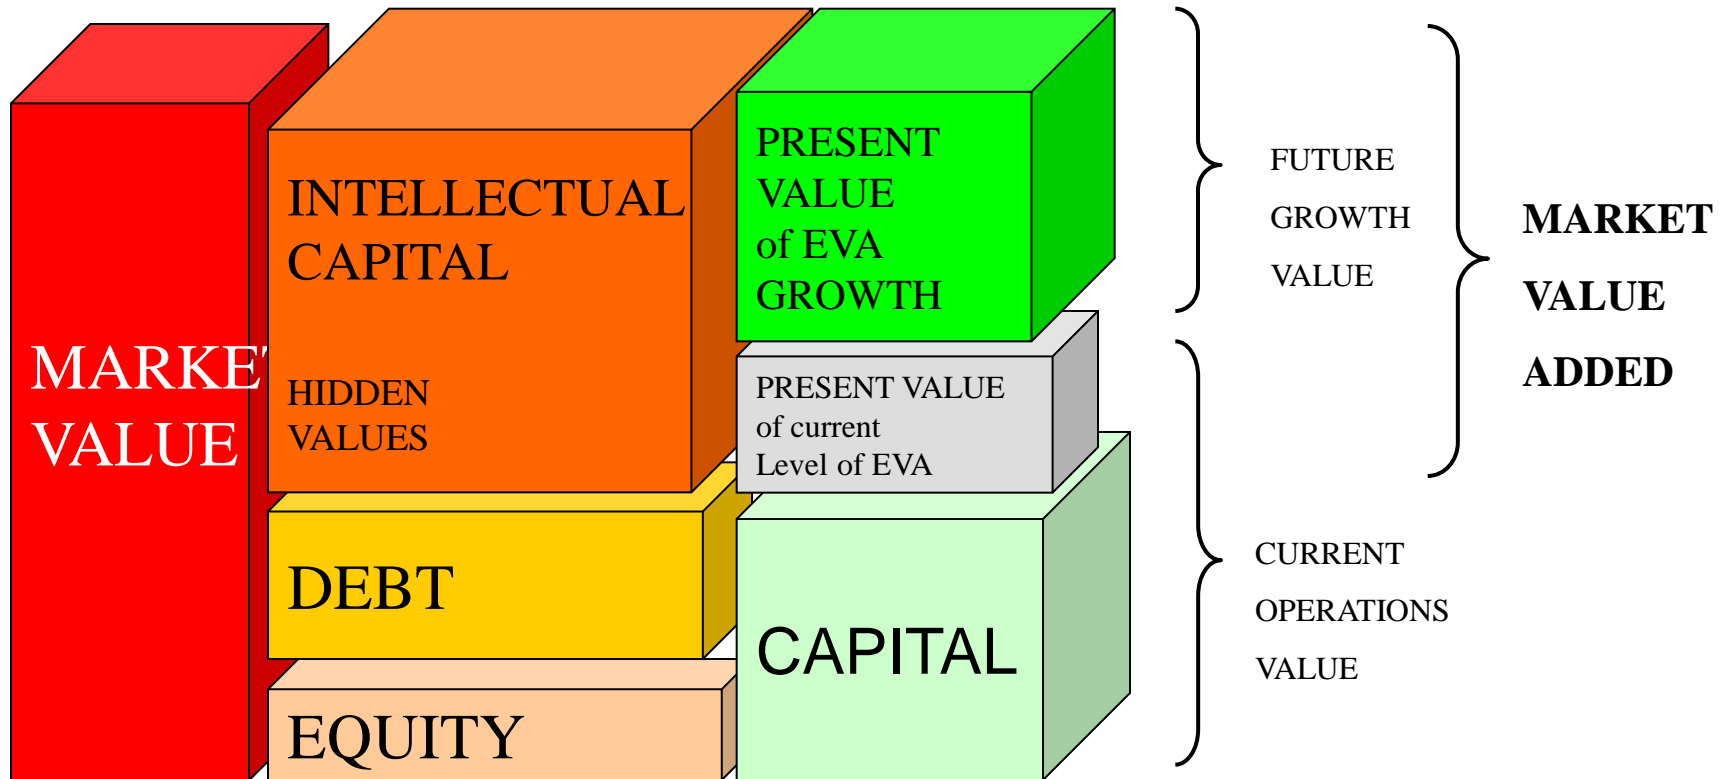 MARKET
VALUE
INTELLECTUAL
CAPITAL
HIDDEN
VALUES
DEBT
EQUITY
PRESENT
VALUE
of EVA
GROWTH
PRESENT VALUE
of current
Level of EVA
CAPITAL
FUTURE
GROWTH
VALUE
CURRENT
OPERATIONS
VALUE
MARKET
VALUE
ADDED